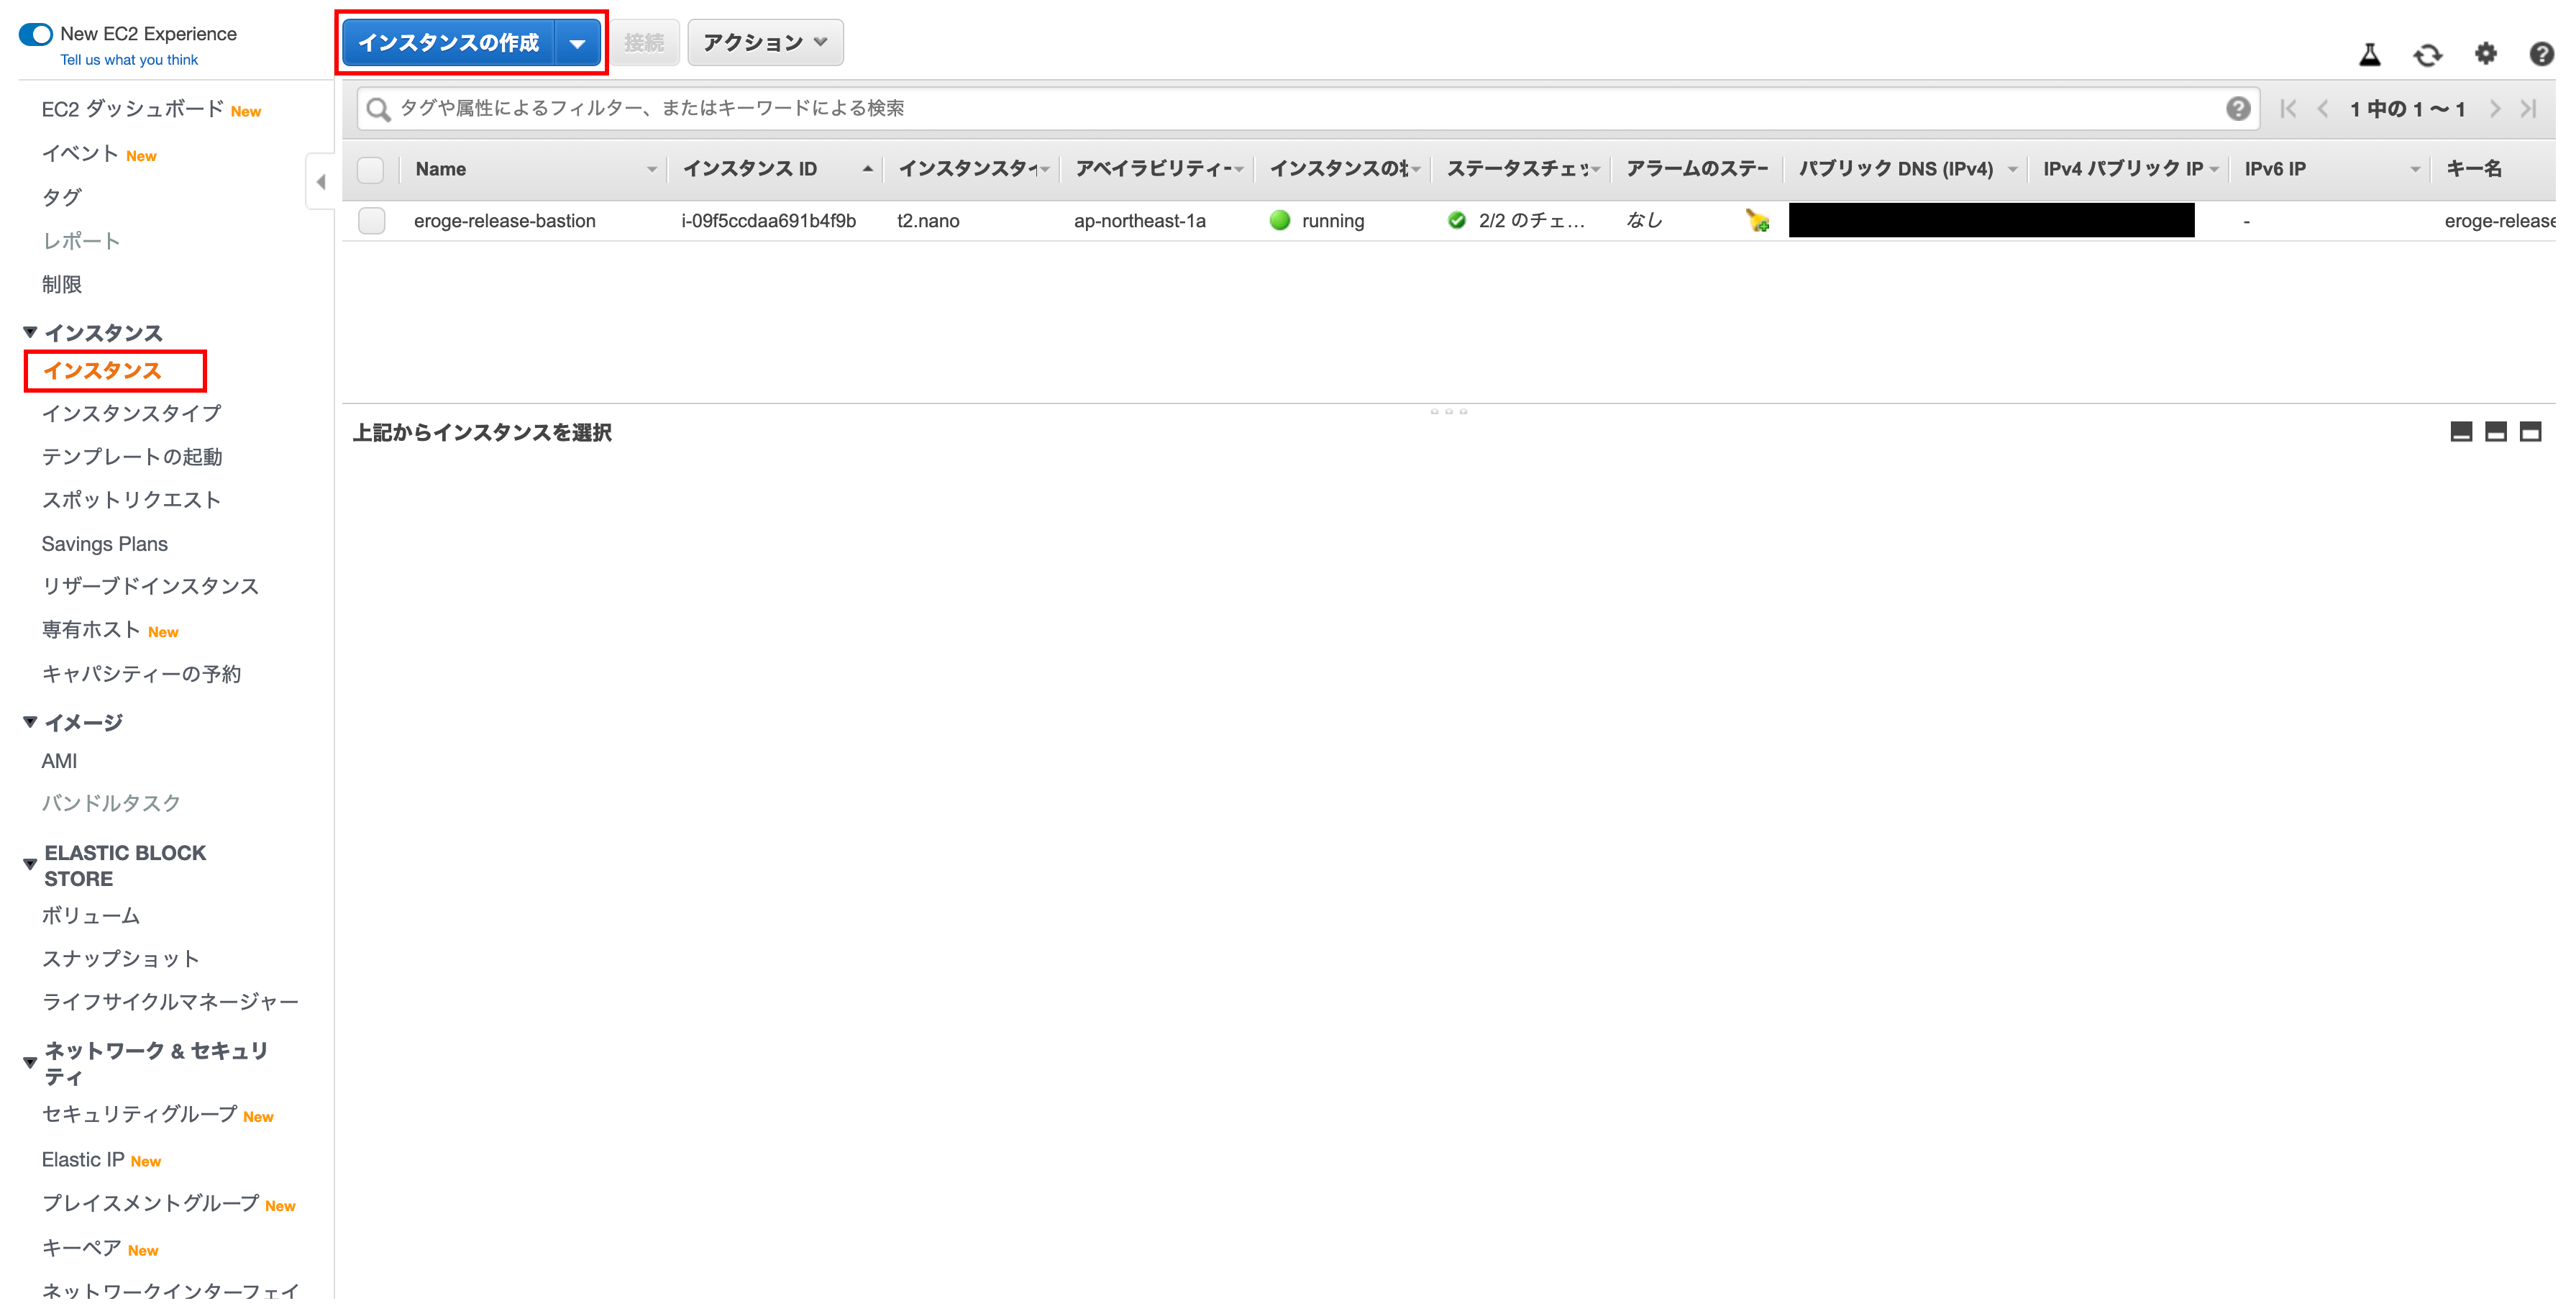 New EC2 Experience
Tell us what you think
EC2 ダッシュボード New
イベント New
タグ
レポート
制限
インスタンス
インスタンス
インスタンスタイプ
テンプレートの起動
スポットリクエスト
Savings Plans
リザーブドインスタンス
専有ホスト New
キャパシティーの予約
イメージ
AMI
バンドルタスク
ELASTIC BLOCK
STORE
ボリューム
スナップショット
ライフサイクルマネージャー
ネットワーク & セキュリ
ティ
セキュリティグループ New
Elastic IP New
プレイスメントグループ New
キーペア New
ネットワークインターフェイ
インスタンスの作成 接続 アクション
タグや属性によるフィルター、またはキーワードによる検索 1 中の 1 〜 1
Name インスタンス ID インスタンスタイ アベイラビリティー インスタンスの ステータスチェッ アラームのステー パブリック DNS (IPv4) IPv4 パブリック IP IPv6 IP キー名
eroge-release-bastion i-09f5ccdaa691b4f9b t2.nano ap-northeast-1a running 2/2 のチェ… なし - eroge-release
上記からインスタンスを選択